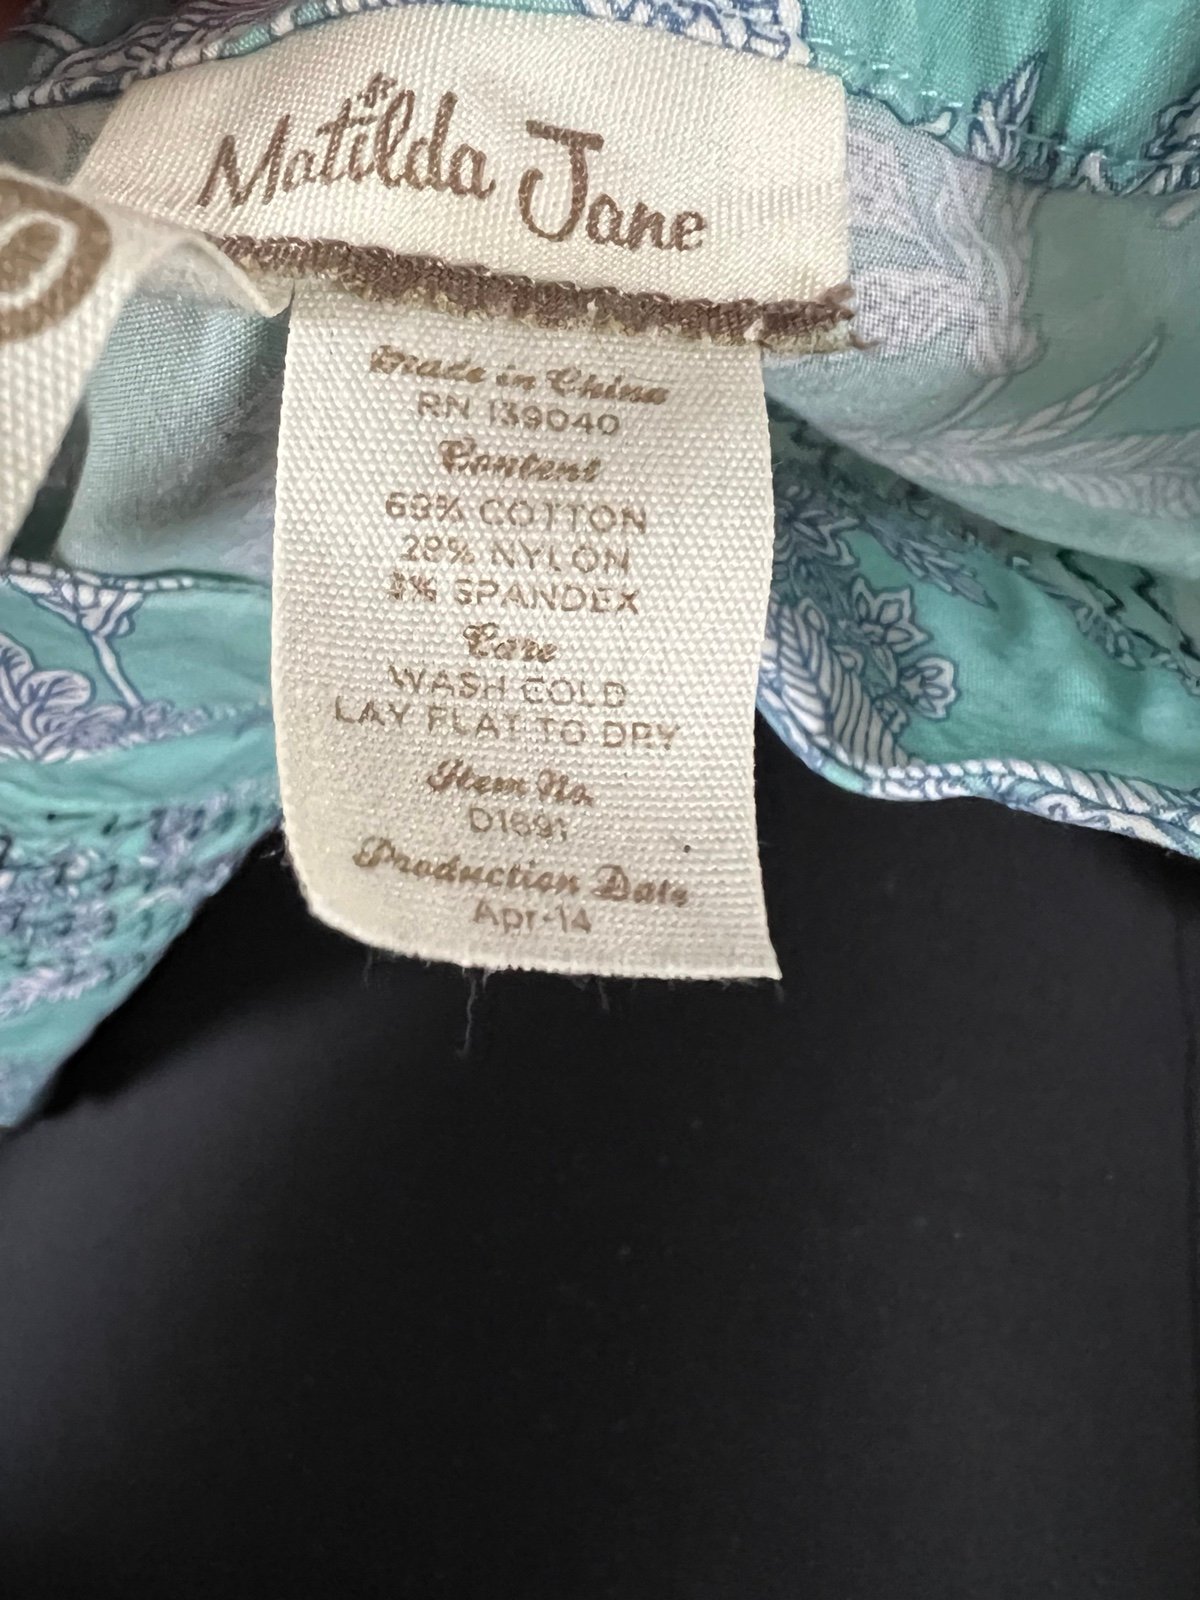 Matilda Jane
Made in China
RN 139040
Content
69% COTTON
28% NYLON
3% SPANDEX
Care
WASH COLD
LAY FLAT TO DRY
Item No.
D1691
Production Date
Apr-14